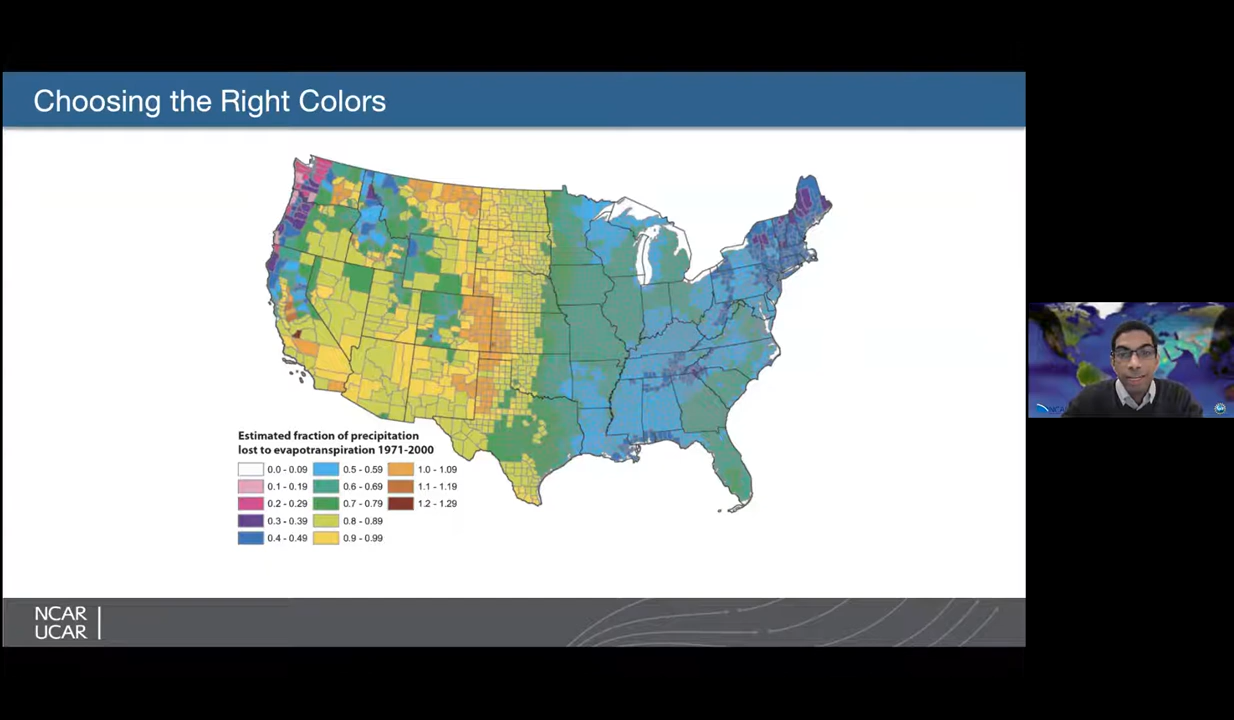 Choosing the Right Colors
Estimated fraction of precipitation
lost to evapotranspiration 1971-2000
0.0 - 0.09
0.1 - 0.19
0.2 - 0.29
0.3 - 0.39
0.4 - 0.49
0.5 - 0.59
0.6 - 0.69
0.7 - 0.79
0.8 - 0.89
0.9 - 0.99
1.0 - 1.09
1.1 - 1.19
1.2 - 1.29
NCAR
UCAR